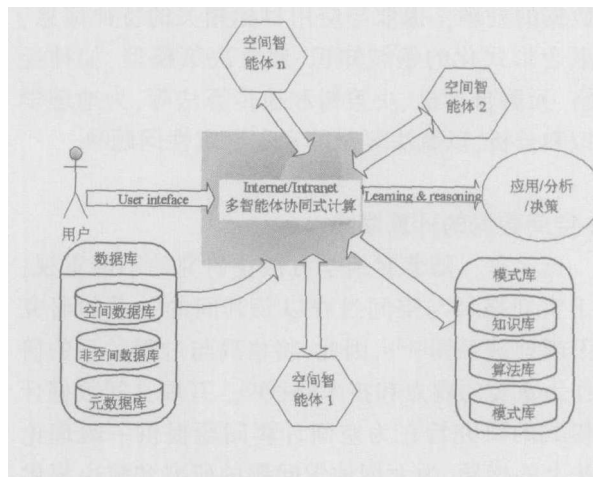 空间智
能体 n
空间智
能体 2
Internet/Intranet
多智能体协同式计算
User inteface
Learning & reasoning
应用/分析
/决策
用户
数据库
空间数据库
非空间数据库
元数据库
空间智
能体 1
模式库
知识库
算法库
模式库